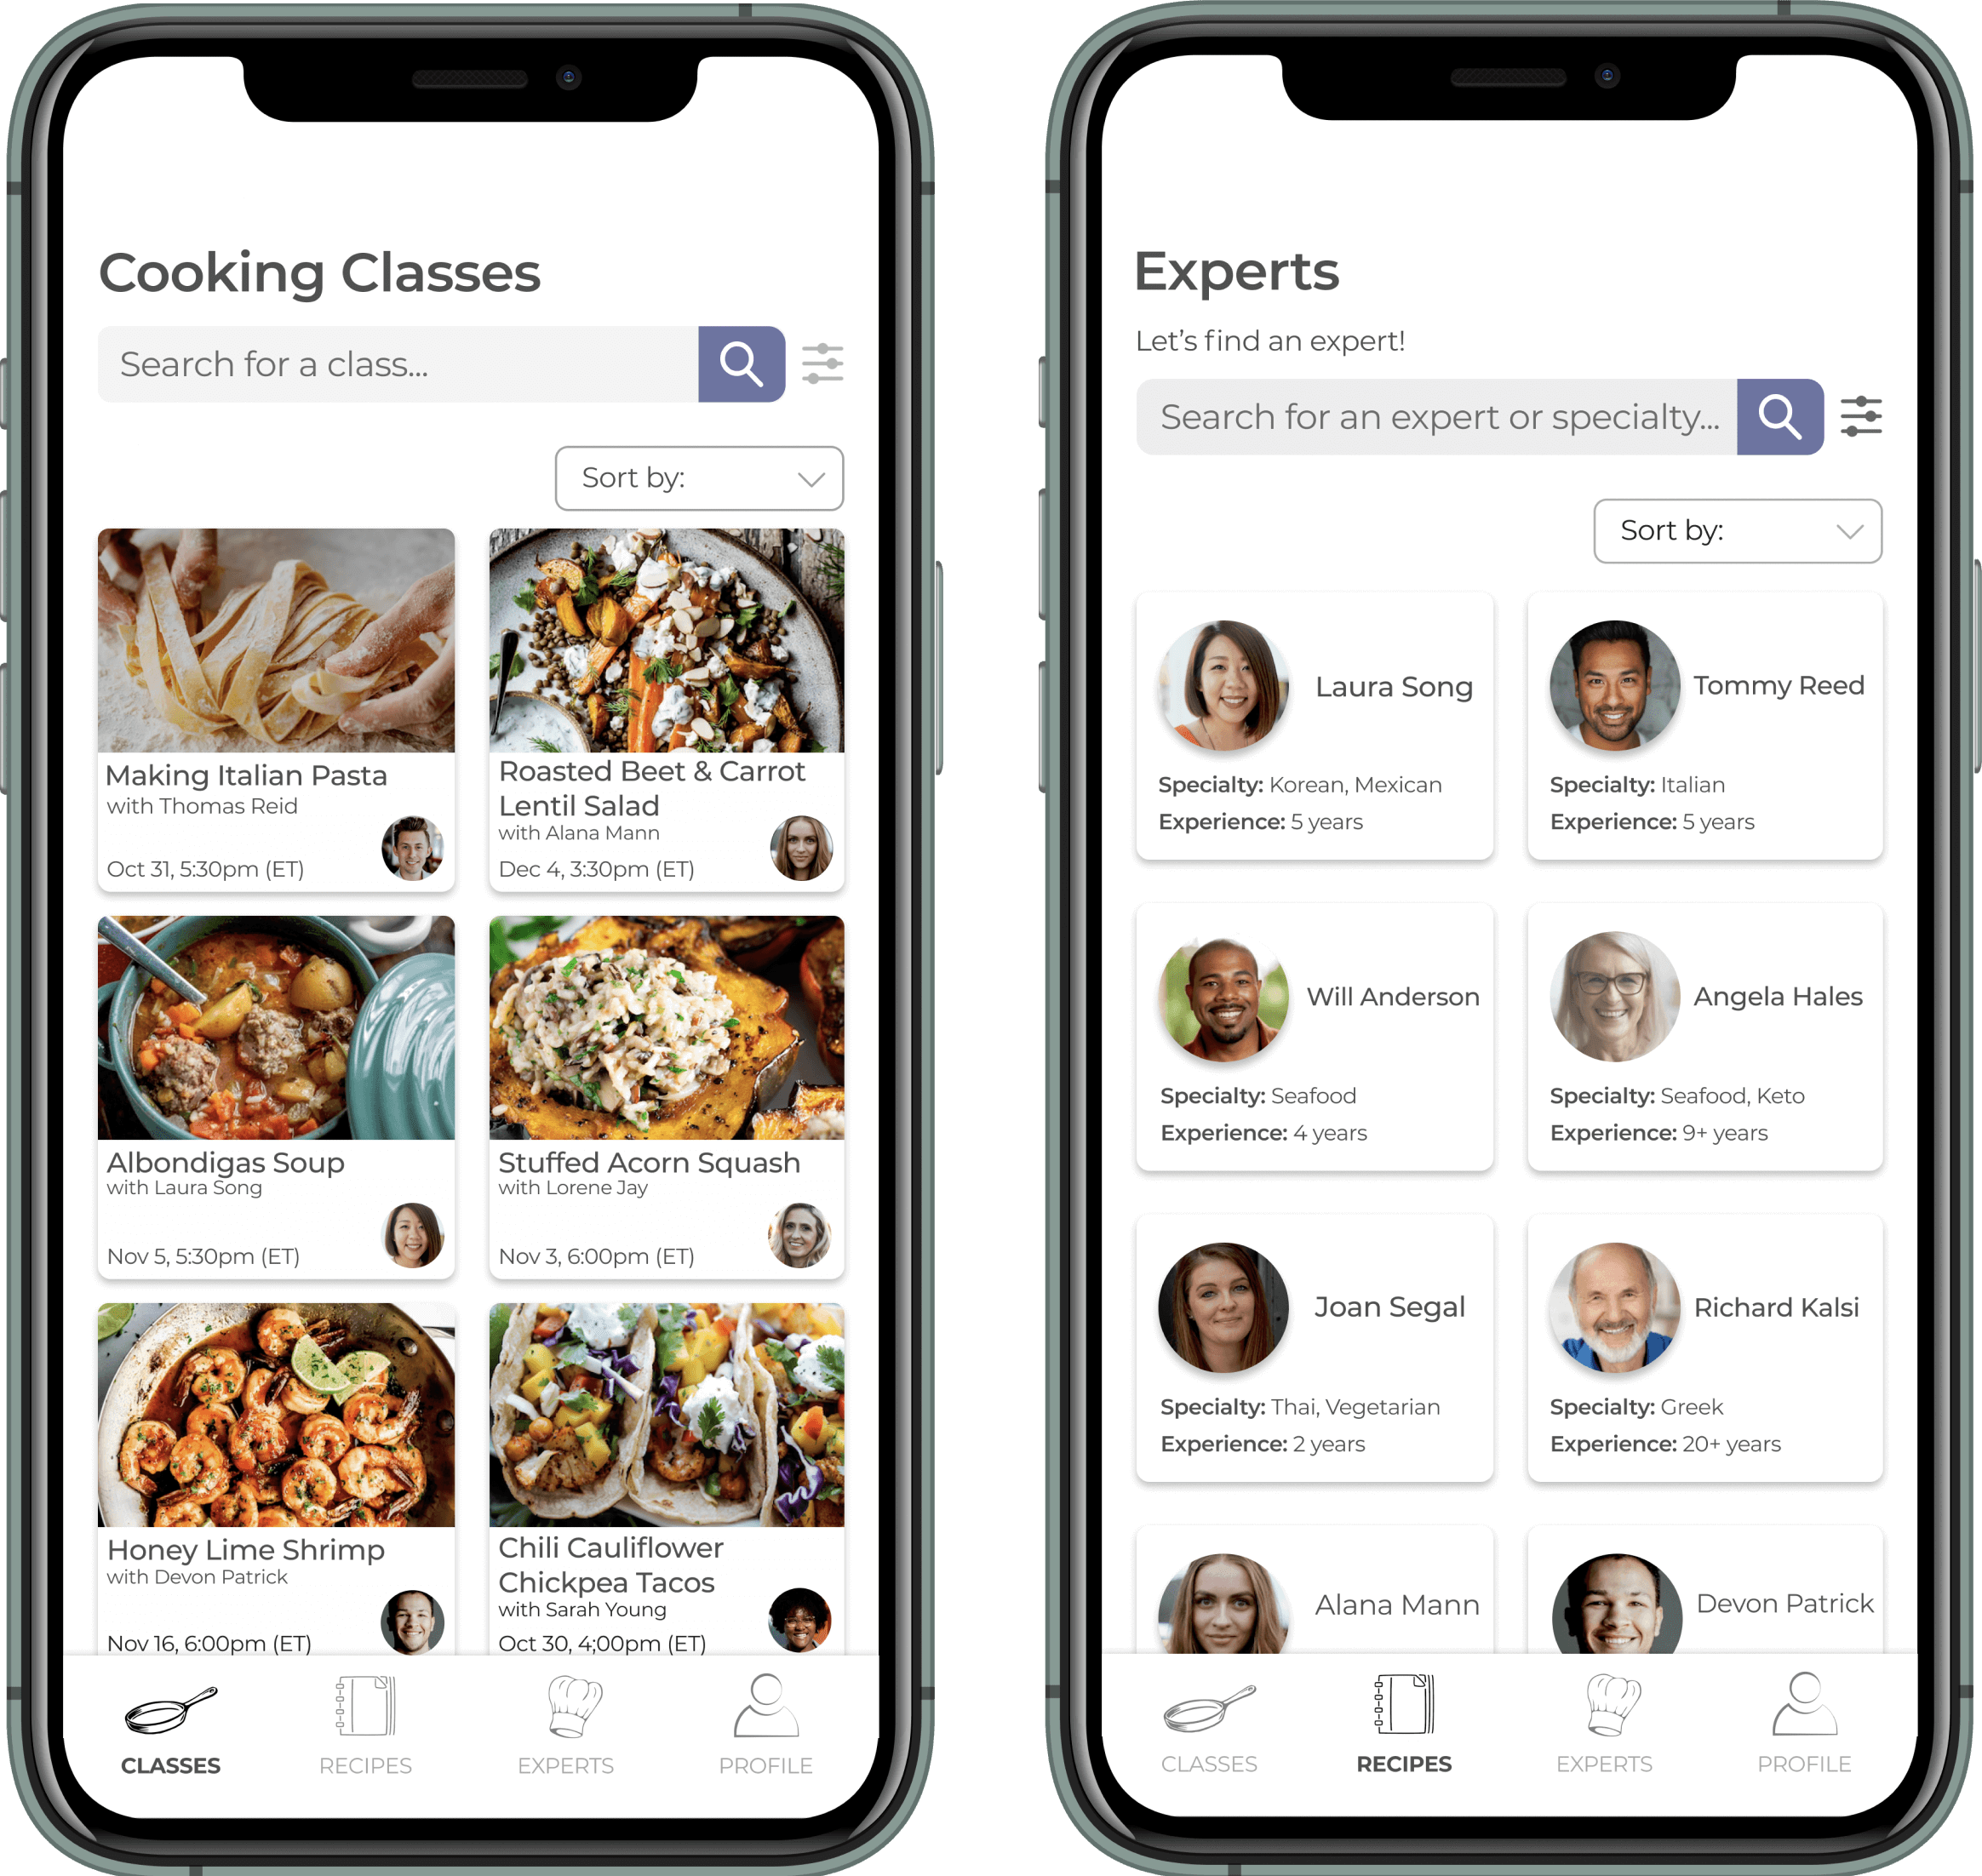 Cooking Classes
Search for a class...
Sort by:
Making Italian Pasta
with Thomas Reid
Oct 31, 5:30pm (ET)
Roasted Beet & Carrot
Lentil Salad
with Alana Mann
Dec 4, 3:30pm (ET)
Albondigas Soup
with Laura Song
Nov 5, 5:30pm (ET)
Stuffed Acorn Squash
with Lorene Jay
Nov 3, 6:00pm (ET)
Honey Lime Shrimp
with Devon Patrick
Nov 16, 6:00pm (ET)
Chili Cauliflower
Chickpea Tacos
with Sarah Young
Oct 30, 4;00pm (ET)
CLASSES
RECIPES
EXPERTS
PROFILE
Experts
Let's find an expert!
Search for an expert or specialty...
Sort by:
Laura Song
Specialty: Korean, Mexican
Experience: 5 years
Tommy Reed
Specialty: Italian
Experience: 5 years
Will Anderson
Specialty: Seafood
Experience: 4 years
Angela Hales
Specialty: Seafood, Keto
Experience: 9+ years
Joan Segal
Specialty: Thai, Vegetarian
Experience: 2 years
Richard Kalsi
Specialty: Greek
Experience: 20+ years
Alana Mann
Devon Patrick
CLASSES
RECIPES
EXPERTS
PROFILE